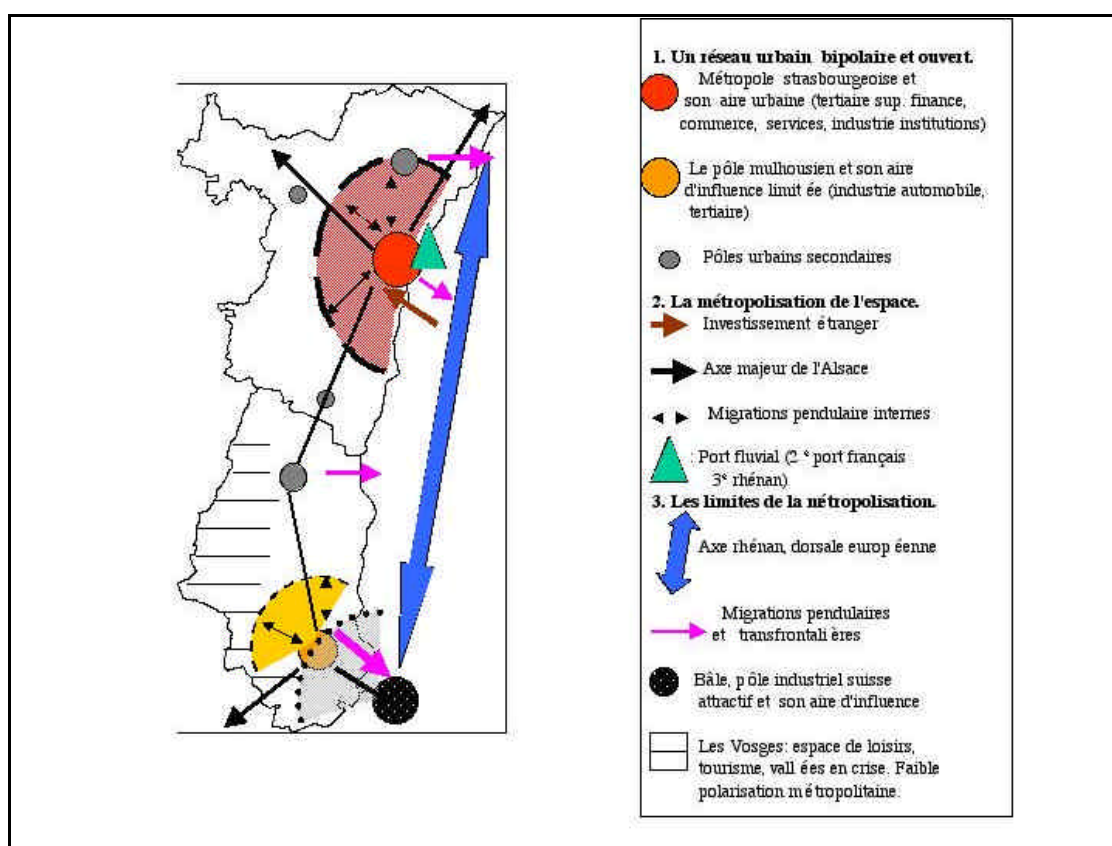 1. Un réseau urbain bipolaire et ouvert.
Métropole strasbourgeoise et
son aire urbaine (tertiaire sup. finance,
commerce, services, industrie institutions)
Le pôle mulhousien et son aire
d'influence limit ée (industrie automobile,
tertiaire)
Pôles urbains secondaires
2. La métropolisation de l'espace.
Investissement étranger
Axe majeur de l'Alsace
Migrations pendulaire internes
: Port fluvial (2 ° port français
3° rhénan)
3. Les limites de la nétropolisation.
Axe rhénan, dorsale europ éenne
Migrations pendulaires
et transfrontali ères
Bâle, p ôle industriel suisse
attractif et son aire d'influence
Les Vosges: espace de loisirs,
tourisme, vall ées en crise. Faible
polarisation m étropolitaine.